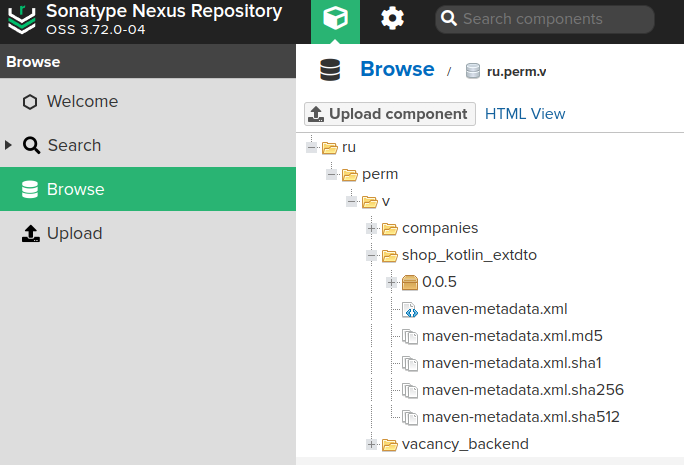 Sonatype Nexus Repository
OSS 3.72.0-04
Search components
Browse
Welcome
Search
Browse
Upload
Browse / ru.perm.v
Upload component HTML View
ru
perm
v
companies
shop_kotlin_extdto
0.0.5
maven-metadata.xml
maven-metadata.xml.md5
maven-metadata.xml.sha1
maven-metadata.xml.sha256
maven-metadata.xml.sha512
vacancy_backend